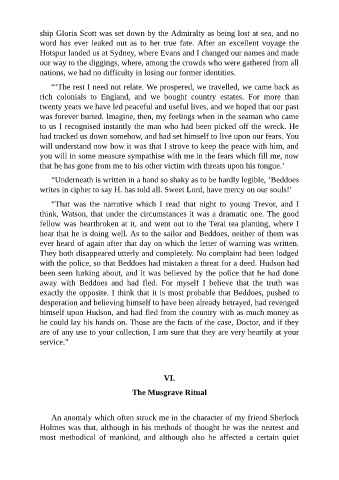 ship Gloria Scott was set down by the Admiralty as being lost at sea, and no
word has ever leaked out as to her true fate. After an excellent voyage the
Hotspur landed us at Sydney, where Evans and I changed our names and made
our way to the diggings, where, among the crowds who were gathered from all
nations, we had no difficulty in losing our former identities.
“‘The rest I need not relate. We prospered, we travelled, we came back as
rich colonials to England, and we bought country estates. For more than
twenty years we have led peaceful and useful lives, and we hoped that our past
was forever buried. Imagine, then, my feelings when in the seaman who came
to us I recognised instantly the man who had been picked off the wreck. He
had tracked us down somehow, and had set himself to live upon our fears. You
will understand now how it was that I strove to keep the peace with him, and
you will in some measure sympathise with me in the fears which fill me, now
that he has gone from me to his other victim with threats upon his tongue.’
“Underneath is written in a hand so shaky as to be hardly legible, ‘Beddoes
writes in cipher to say H. has told all. Sweet Lord, have mercy on our souls!’
“That was the narrative which I read that night to young Trevor, and I
think, Watson, that under the circumstances it was a dramatic one. The good
fellow was heartbroken at it, and went out to the Terai tea planting, where I
hear that he is doing well. As to the sailor and Beddoes, neither of them was
ever heard of again after that day on which the letter of warning was written.
They both disappeared utterly and completely. No complaint had been lodged
with the police, so that Beddoes had mistaken a threat for a deed. Hudson had
been seen lurking about, and it was believed by the police that he had done
away with Beddoes and had fled. For myself I believe that the truth was
exactly the opposite. I think that it is most probable that Beddoes, pushed to
desperation and believing himself to have been already betrayed, had revenged
himself upon Hudson, and had fled from the country with as much money as
he could lay his hands on. Those are the facts of the case, Doctor, and if they
are of any use to your collection, I am sure that they are very heartily at your
service.”
VI.
The Musgrave Ritual
An anomaly which often struck me in the character of my friend Sherlock
Holmes was that, although in his methods of thought he was the neatest and
most methodical of mankind, and although also he affected a certain quiet